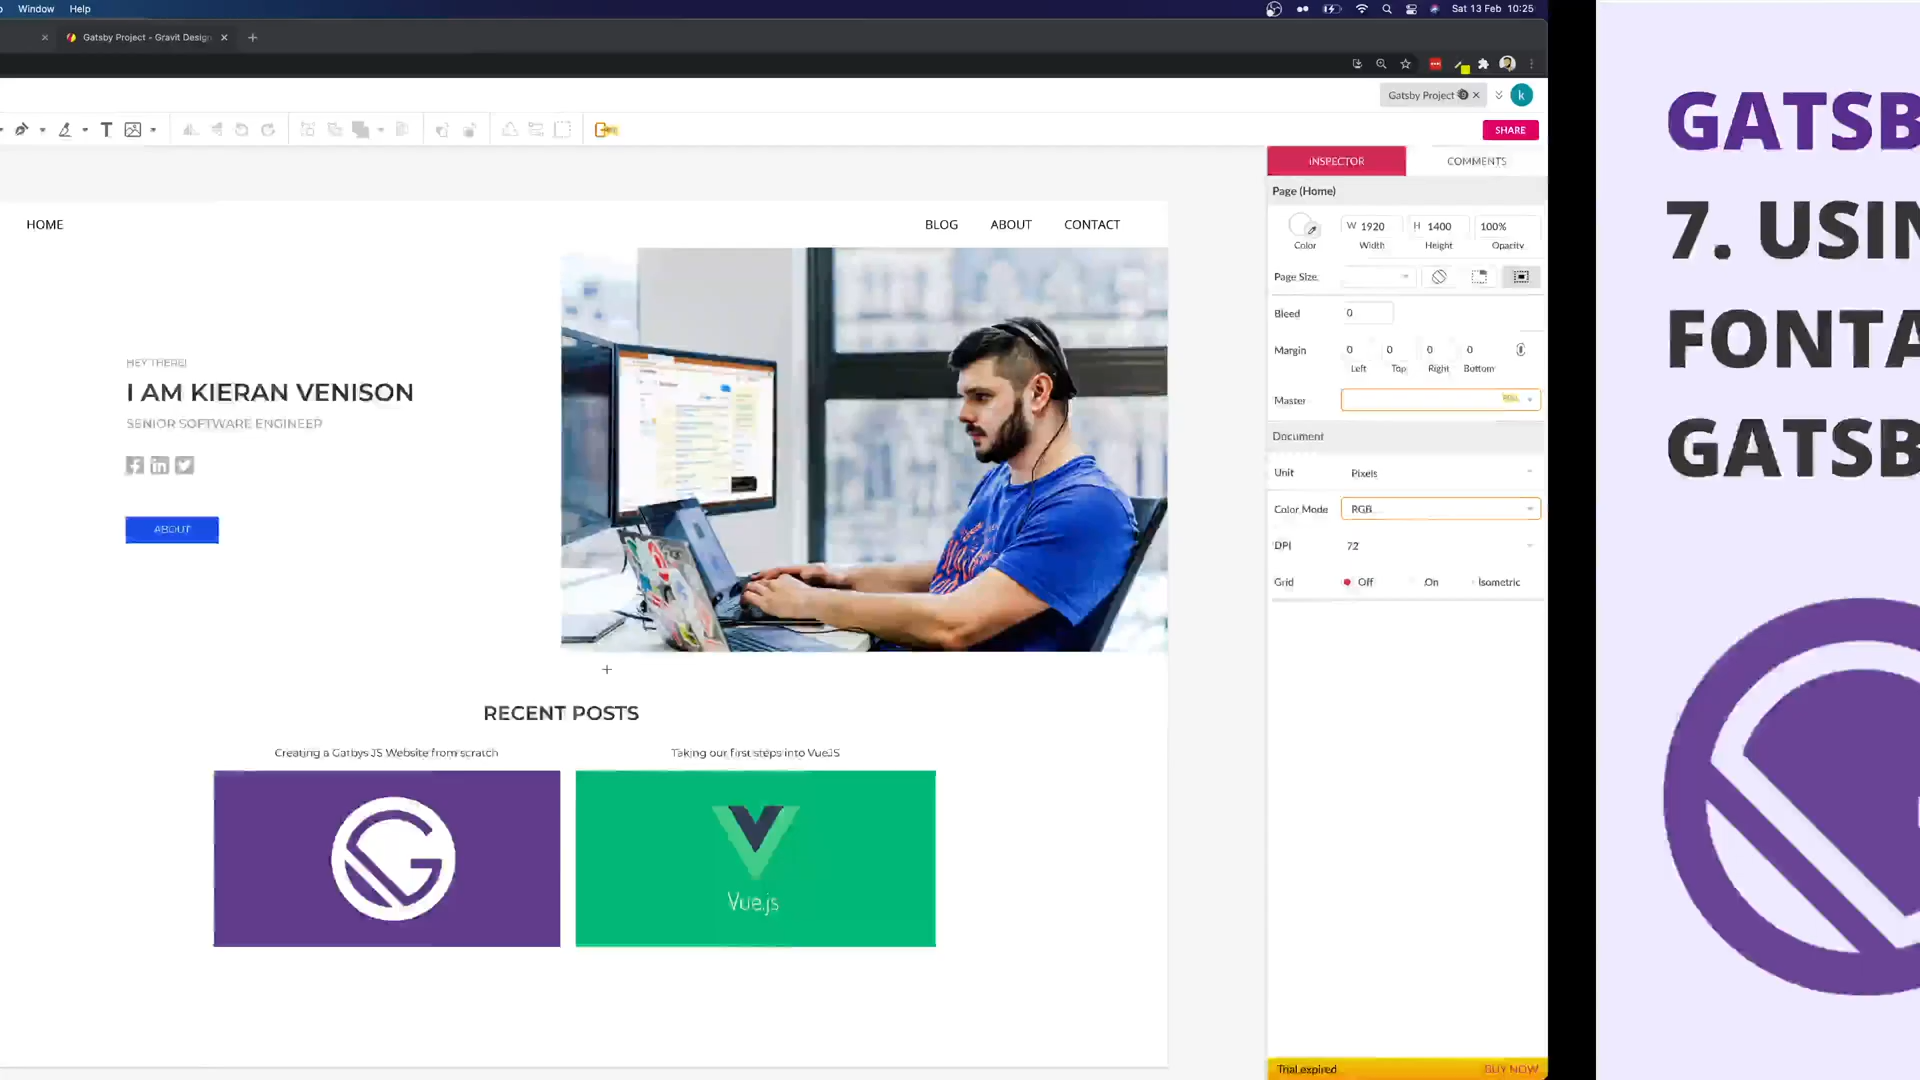 Window Help
Sat 13 Feb 10:25
Gatsby Project - Gravit Design
Gatsby Project
k
SHARE
INSPECTOR COMMENTS
Page (Home)
W 1920 H 1400 100%
Color Width Height Opacity
Page Size
Bleed 0
Margin 0 0 0 0
Left Top Right Bottom
Master
Document
Unit Pixels
Color Mode RGB
DPI 72
Grid Off On Isometric
Trial expired BUY NOW
HOME BLOG ABOUT CONTACT
HEY THERE!
I AM KIERAN VENISON
SENIOR SOFTWARE ENGINEER
ABOUT
RECENT POSTS
Creating a Gatbys JS Website from scratch
Taking our first steps into VueJS
Vue.js
GATSB
7. USIN
FONTA
GATSB